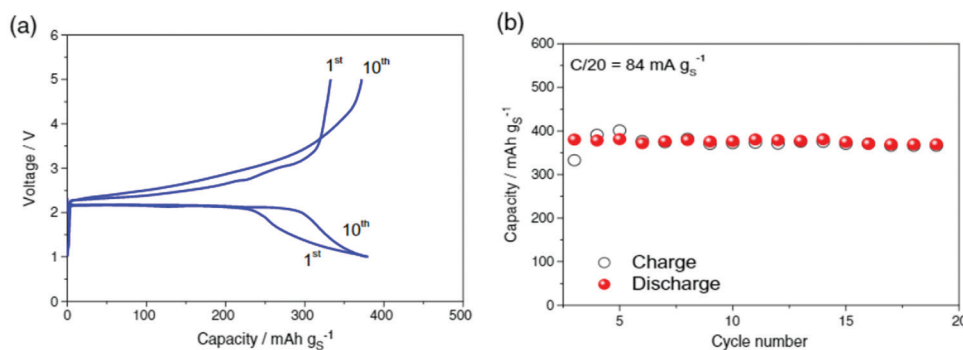 (a)
6
5
4
3
2
1
0
0
100
200
300
400
500
Voltage / V
Capacity / mAh gS⁻¹
1st
10th
10th
1st
(b)
600
500
400
300
200
100
0
5
10
15
20
Capacity / mAh gS⁻¹
Cycle number
C/20 = 84 mA gS⁻¹
Charge
Discharge